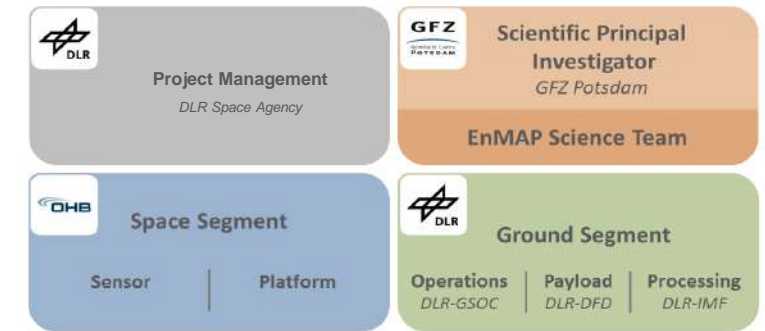 DLR
Project Management
DLR Space Agency
GFZ
POTSDAM
Scientific Principal
Investigator
GFZ Potsdam
EnMAP Science Team
OHB
Space Segment
Sensor
Platform
DLR
Ground Segment
Operations
DLR-GSOC
Payload
DLR-DFD
Processing
DLR-IMF